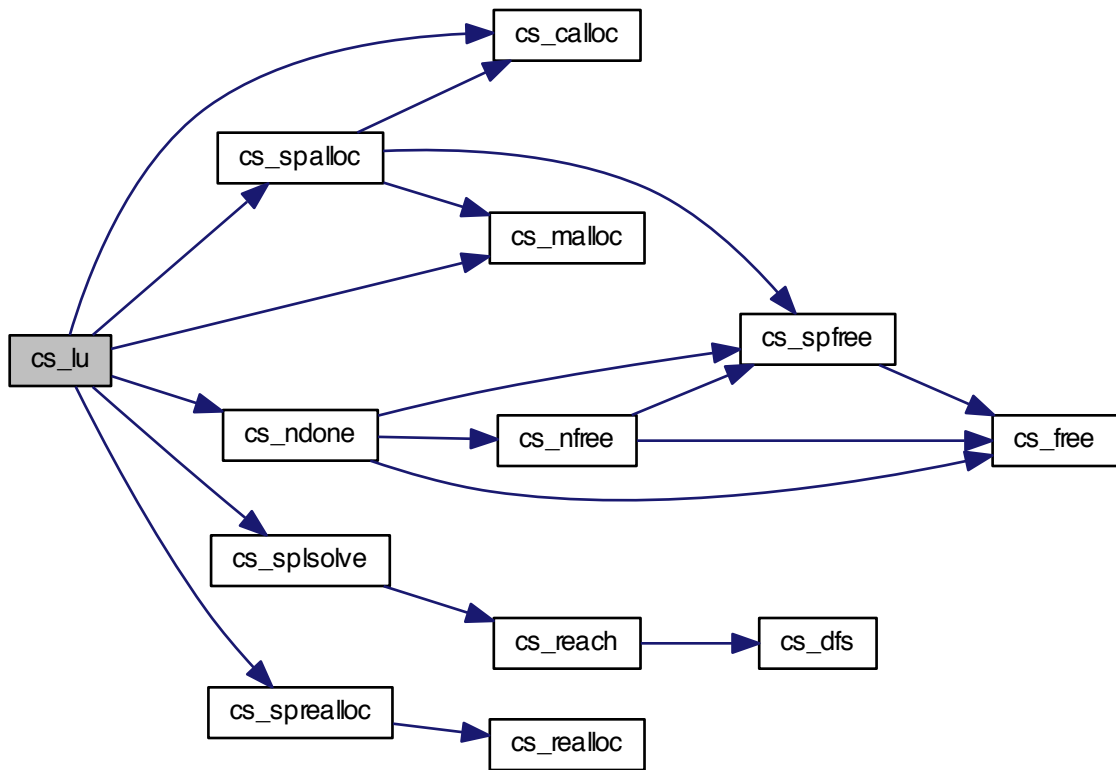 cs_calloc
cs_spalloc
cs_malloc
cs_spfree
cs_lu
cs_ndone
cs_nfree
cs_free
cs_splsolve
cs_reach
cs_dfs
cs_sprealloc
cs_realloc